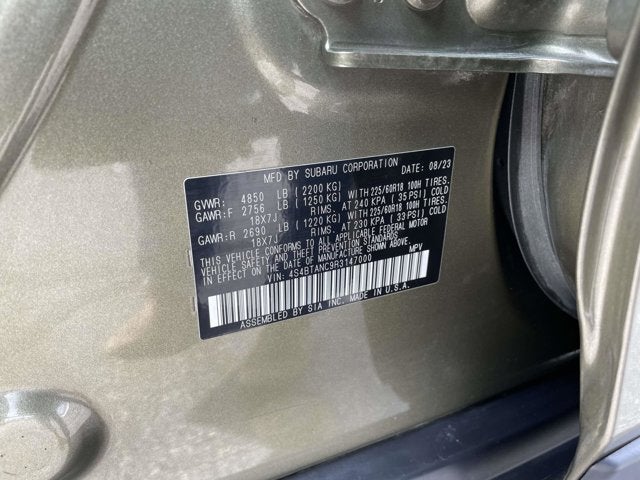 MFD BY SUBARU CORPORATION DATE: 08/23
GVWR: 4850 LB ( 2200 KG)
GAWR: F 2756 LB ( 1250 KG) WITH 225/60R18 100H TIRES.
18X7J RIMS. AT 240 KPA ( 35 PSI) COLD
GAWR: R 2690 LB ( 1220 KG) WITH 225/60R18 100H TIRES.
18X7J RIMS. AT 230 KPA ( 33 PSI) COLD
THIS VEHICLE CONFORMS TO ALL APPLICABLE FEDERAL MOTOR
VEHICLE SAFETY AND THEFT PREVENTION STANDARDS
IN EFFECT ON THE DATE OF MANUFACTURE SHOWN ABOVE.
VIN: 4S4BTANC9R3147000 MPV
ASSEMBLED BY SIA INC. MADE IN U.S.A.